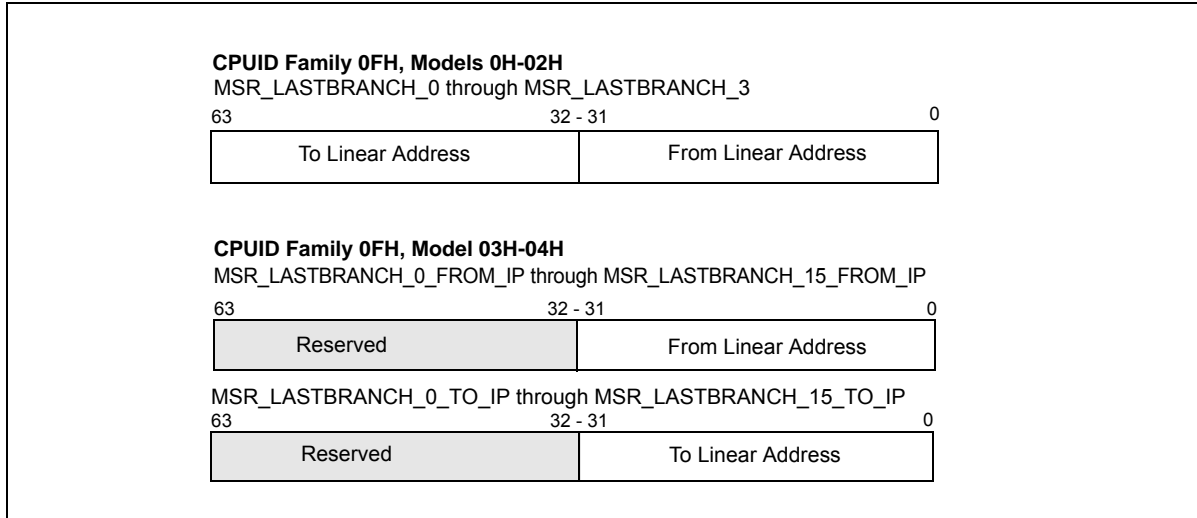 CPUID Family 0FH, Models 0H-02H
MSR_LASTBRANCH_0 through MSR_LASTBRANCH_3
63 32 - 31 0
To Linear Address From Linear Address
CPUID Family 0FH, Model 03H-04H
MSR_LASTBRANCH_0_FROM_IP through MSR_LASTBRANCH_15_FROM_IP
63 32 - 31 0
Reserved From Linear Address
MSR_LASTBRANCH_0_TO_IP through MSR_LASTBRANCH_15_TO_IP
63 32 - 31 0
Reserved To Linear Address